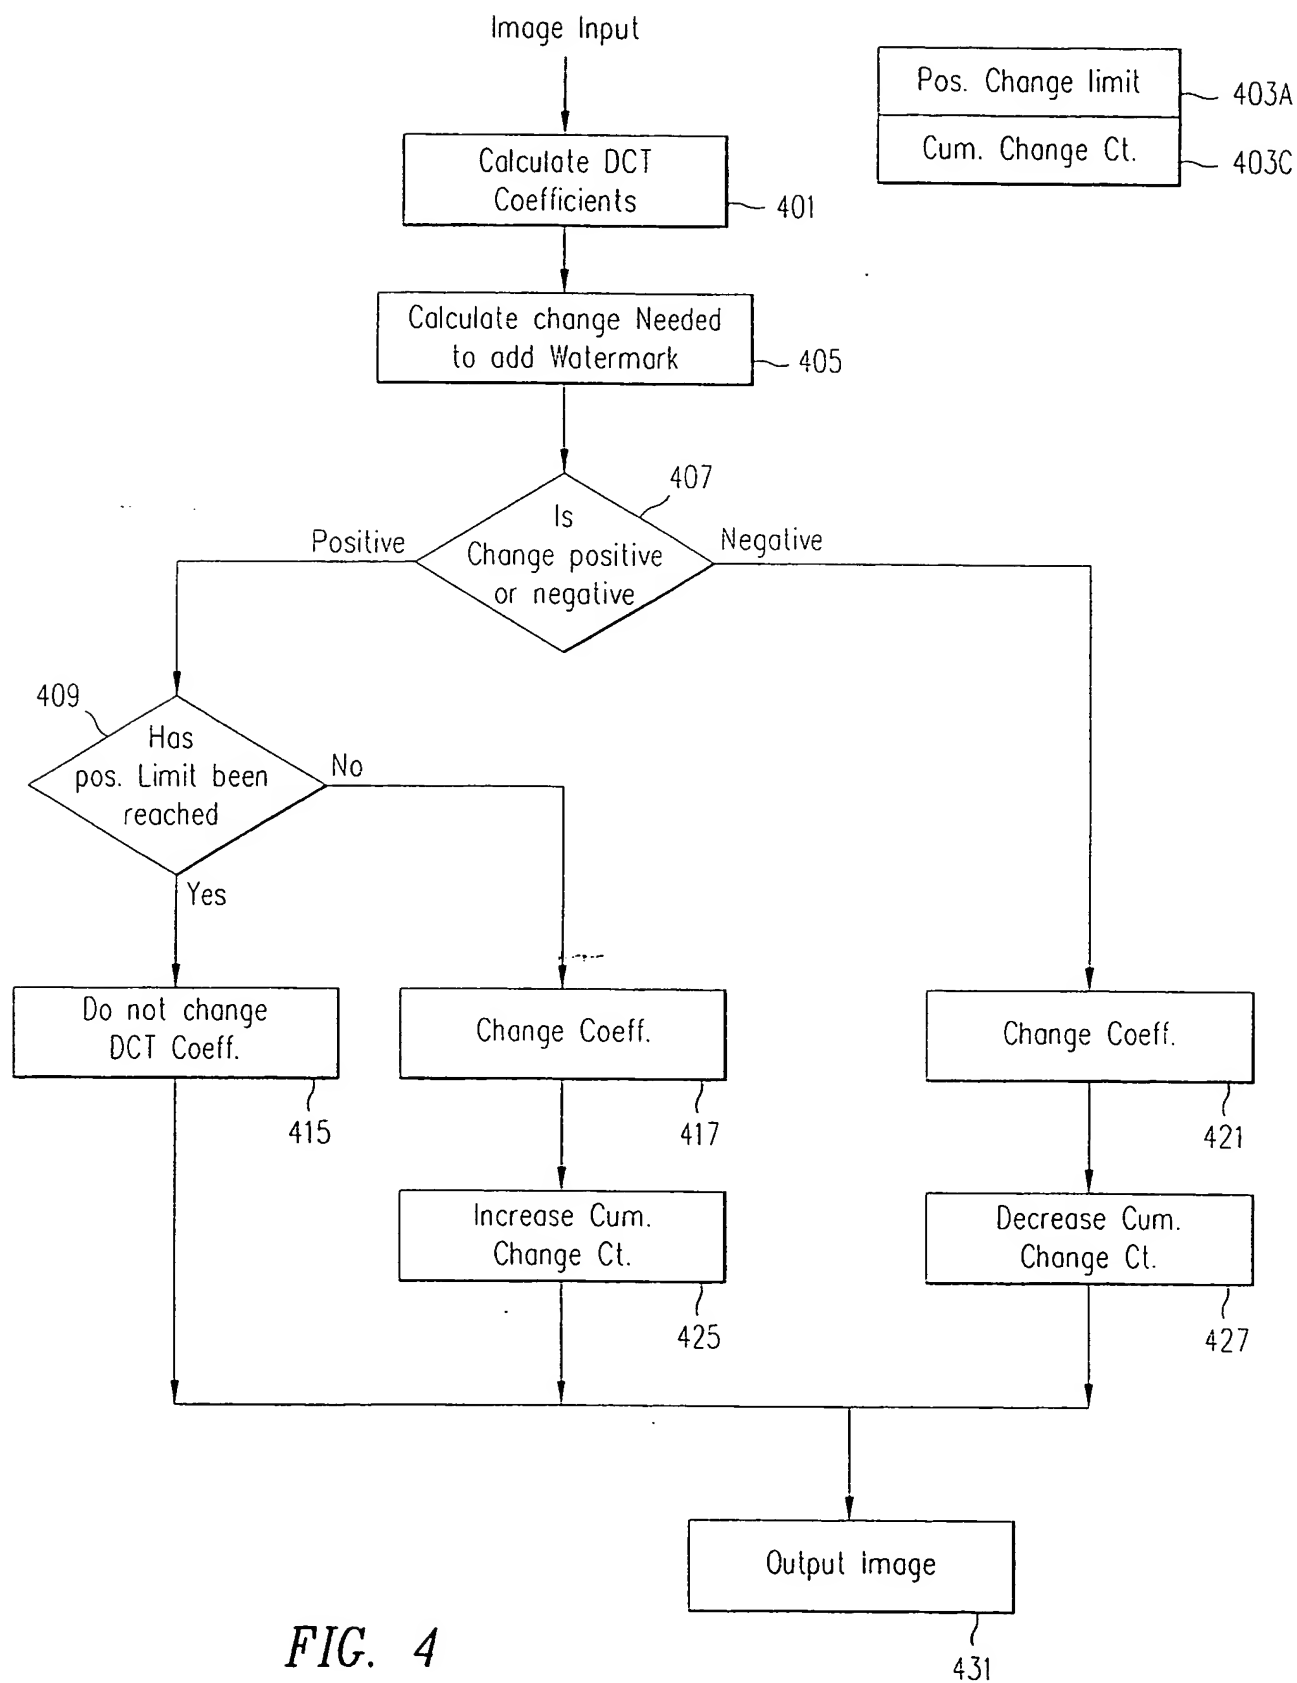 Image Input
Pos. Change limit
403A
Cum. Change Ct.
403C
Calculate DCT
Coefficients
401
Calculate change Needed
to add Watermark
405
407
Is
Change positive
or negative
Positive
Negative
409
Has
pos. Limit been
reached
No
Yes
Do not change
DCT Coeff.
415
Change Coeff.
417
Change Coeff.
421
Increase Cum.
Change Ct.
425
Decrease Cum.
Change Ct.
427
Output image
431
FIG. 4